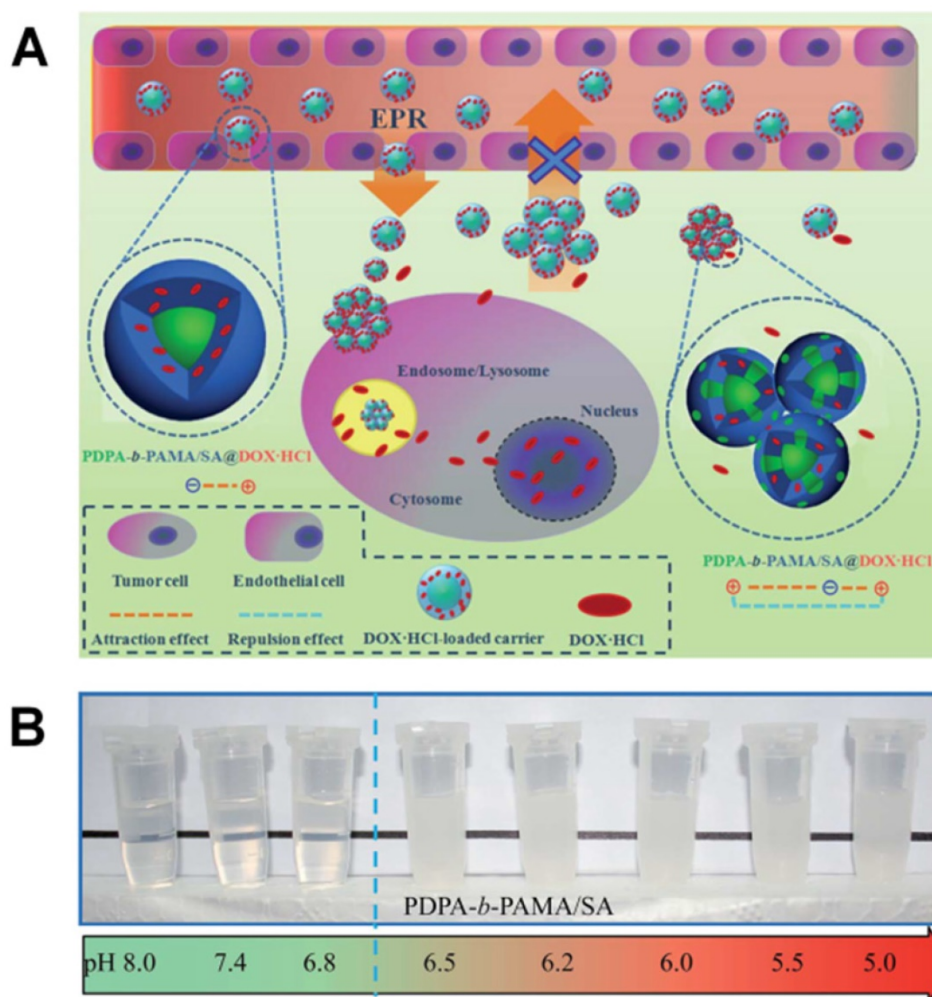 A
EPR
Endosome/Lysosome
Nucleus
Cytosome
PDPA-b-PAMA/SA@DOX·HCl
⊖ ⊕
PDPA-b-PAMA/SA@DOX·HCl
⊕ ⊖ ⊕
Tumor cell
Endothelial cell
Attraction effect
Repulsion effect
DOX·HCl-loaded carrier
DOX·HCl
B
PDPA-b-PAMA/SA
pH 8.0 7.4 6.8 6.5 6.2 6.0 5.5 5.0